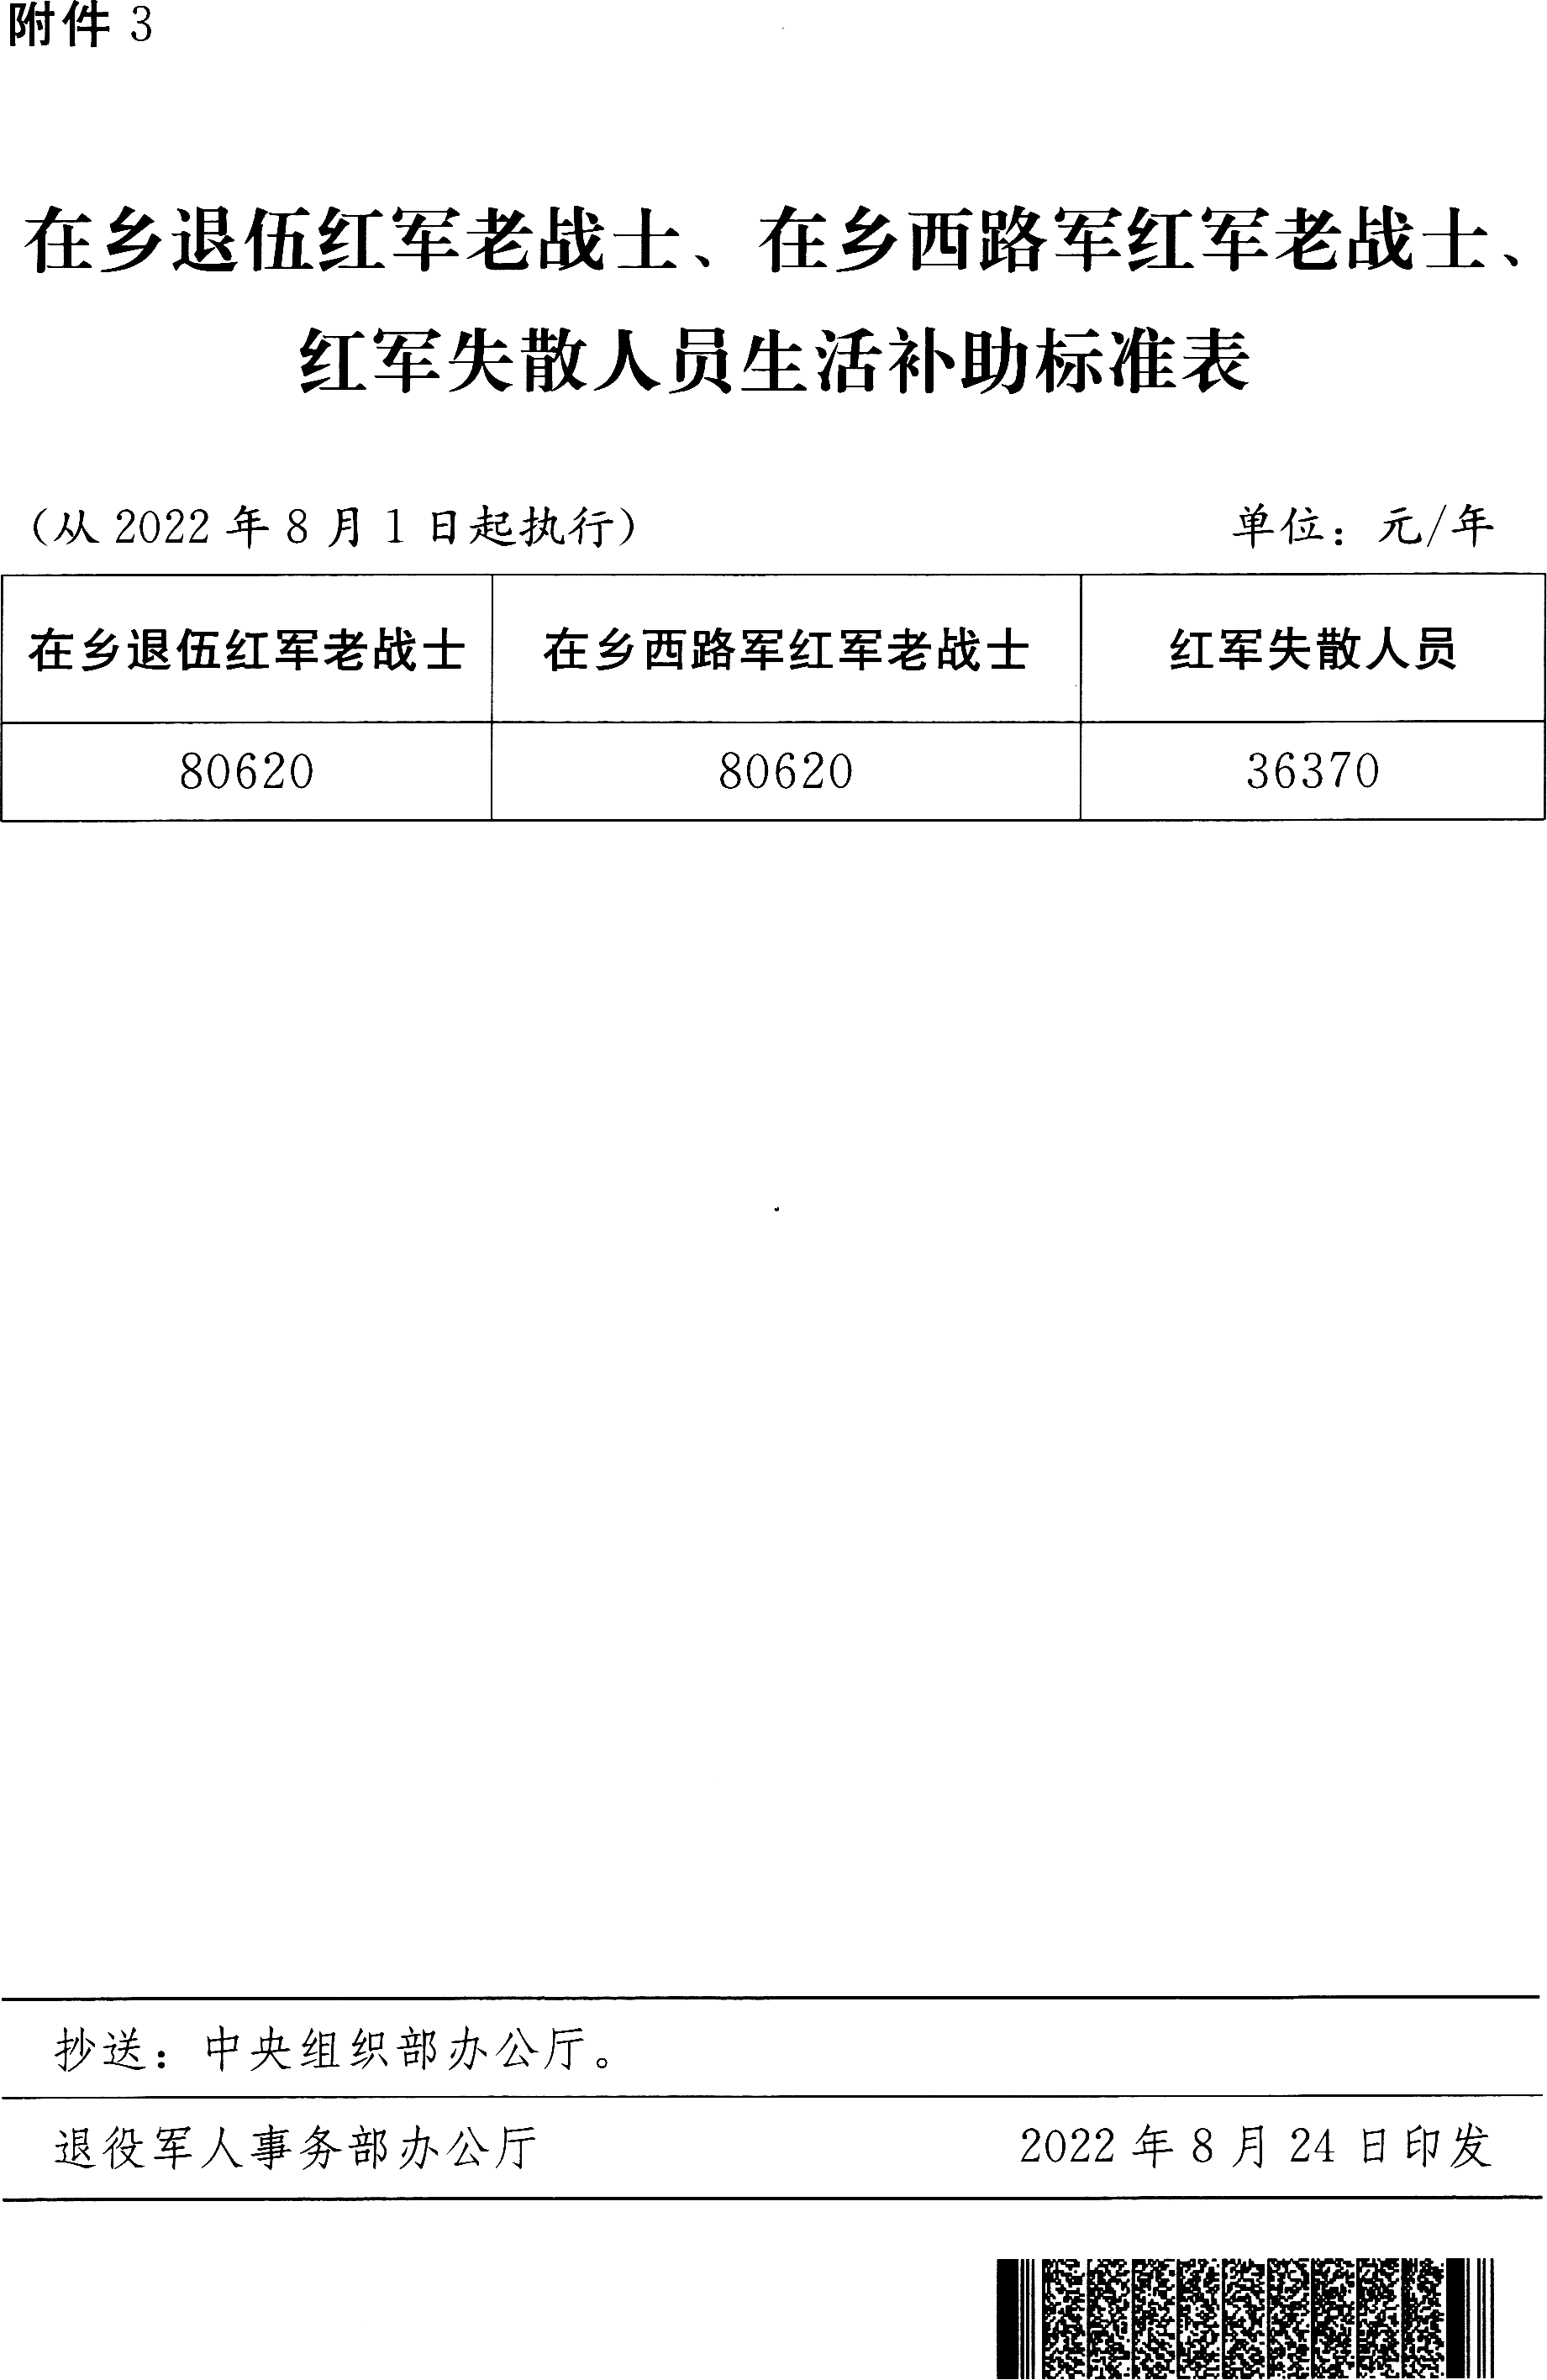 附件 3
在乡退伍红军老战士、在乡西路军红军老战士、
红军失散人员生活补助标准表
（从 2022 年 8 月 1 日起执行） 单位：元/年
在乡退伍红军老战士 在乡西路军红军老战士 红军失散人员
80620 80620 36370
抄送：中央组织部办公厅。
退役军人事务部办公厅 2022 年 8 月 24 日印发